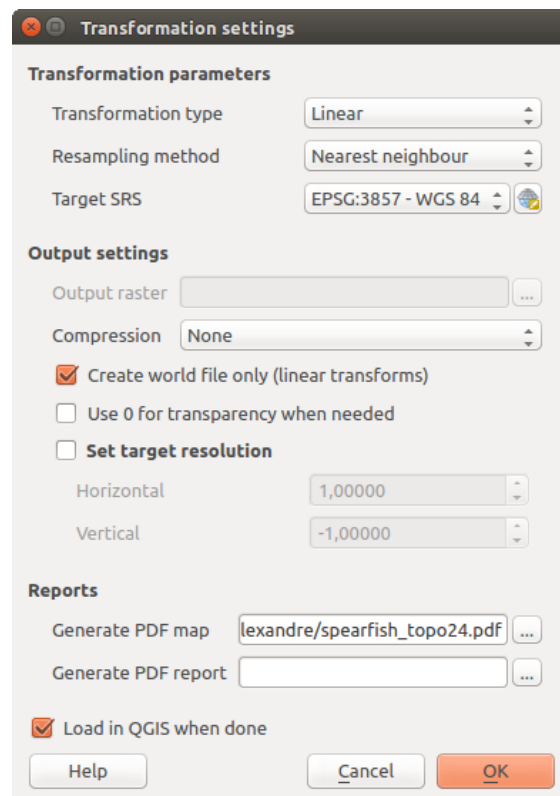 Transformation settings
Transformation parameters
Transformation type Linear
Resampling method Nearest neighbour
Target SRS EPSG:3857 - WGS 84
Output settings
Output raster ...
Compression None
Create world file only (linear transforms)
Use 0 for transparency when needed
Set target resolution
Horizontal 1,00000
Vertical -1,00000
Reports
Generate PDF map lexandre/spearfish_topo24.pdf ...
Generate PDF report ...
Load in QGIS when done
Help Cancel OK